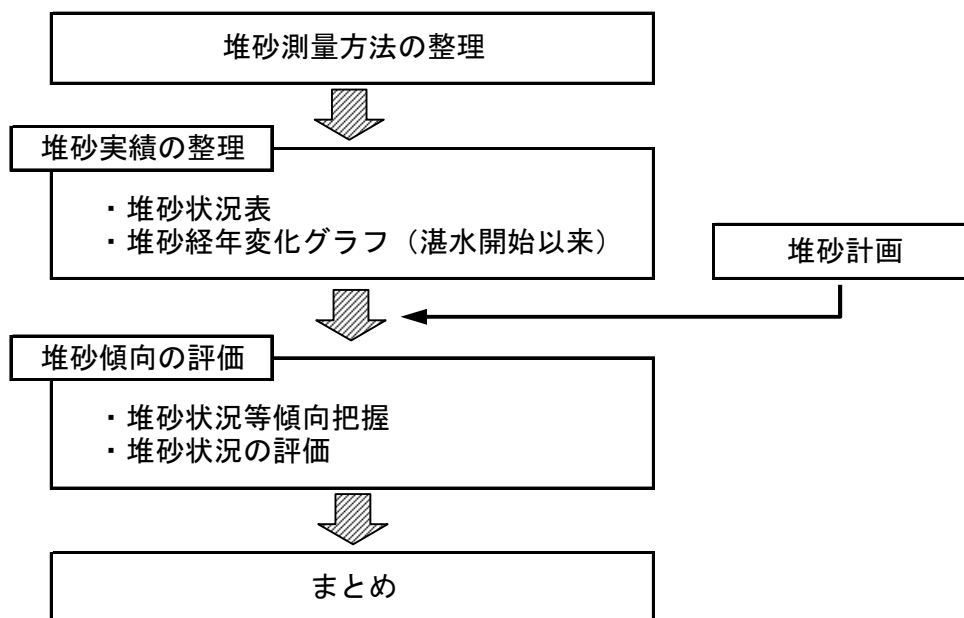 堆砂測量方法の整理
堆砂実績の整理
・堆砂状況表
・堆砂経年変化グラフ（湛水開始以来）
堆砂計画
堆砂傾向の評価
・堆砂状況等傾向把握
・堆砂状況の評価
まとめ